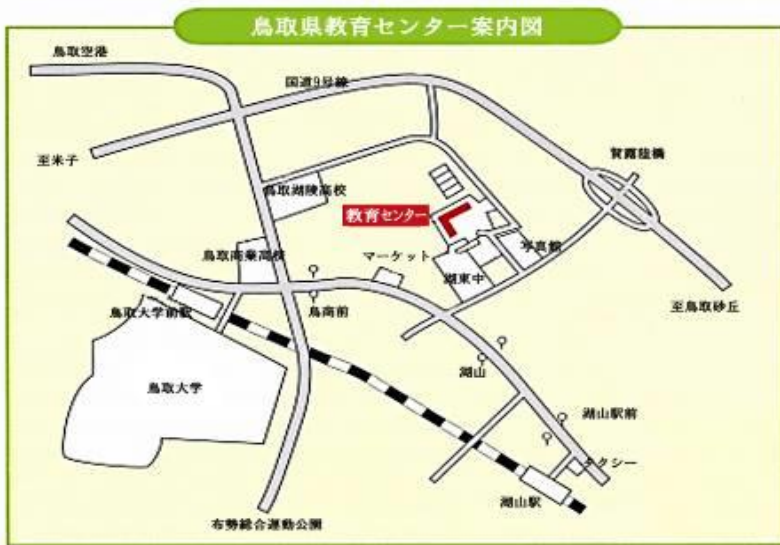 鳥取県教育センター案内図
鳥取空港
国道9号線
至米子
賀露陸橋
鳥取湖陵高校
教育センター
鳥取商業高校
マーケット
写真館
湖東中
鳥取大学前駅
鳥商前
至鳥取砂丘
鳥取大学
湖山
湖山駅前
タクシー
湖山駅
布勢総合運動公園